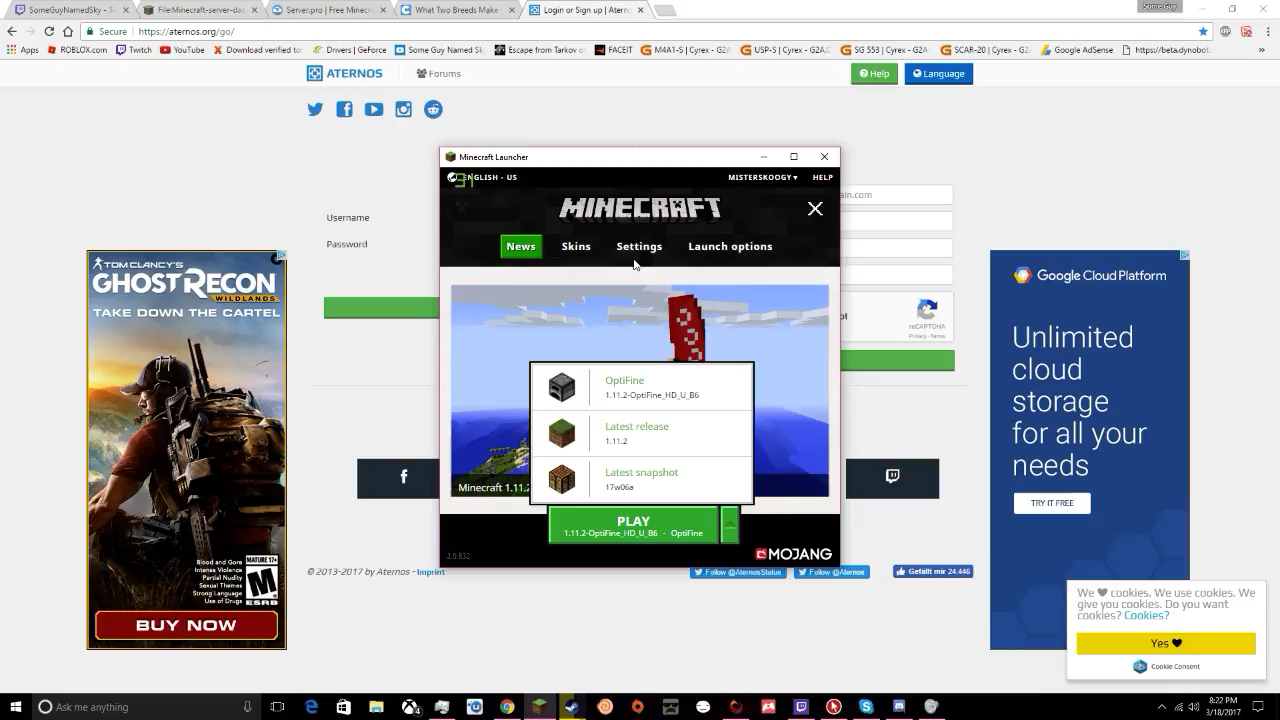 SomeGuyNamedSky
File:Minecraft-server-da
Server.pro | Free Minec
What Two Breeds Make
Login or Sign up | Atern
Some Guy
Secure
https://aternos.org/go/
Apps
ROBLOX.com
Twitch
YouTube
Download verified to
Drivers | GeForce
Some Guy Named Sk
Escape from Tarkov
FACEIT
M4A1-S | Cyrex - G2A.C
USP-S | Cyrex - G2A.C
SG 553 | Cyrex - G2A.C
SCAR-20 | Cyrex - G2A
Google AdSense
https://beta.dynobot.
ATERNOS
Forums
Help
Language
Minecraft Launcher
91
ENGLISH - US
MISTERSKOOGY
HELP
MINECRAFT
ain.com
Username
News
Skins
Settings
Launch options
Password
TOM CLANCY'S
GHOST RECON
WILDLANDS
TAKE DOWN THE CARTEL
Google Cloud Platform
ot
reCAPTCHA
Privacy - Terms
Unlimited
cloud
storage
for all your
needs
TRY IT FREE
OptiFine
1.11.2-OptiFine_HD_U_B6
Latest release
1.11.2
Latest snapshot
17w06a
Minecraft 1.11.2
PLAY
1.11.2-OptiFine_HD_U_B6 - OptiFine
2.0.832
MOJANG
Blood and Gore
Intense Violence
Partial Nudity
Sexual Themes
Strong Language
Use of Drugs
MATURE 17+
M
ESRB
BUY NOW
© 2013-2017 by Aternos - Imprint
Follow @AternosStatus
Follow @Aternos
Gefällt mir 24.446
We ❤ cookies. We use cookies. We
give you cookies. Do you want
cookies? Cookies?
Yes ❤
Cookie Consent
Ask me anything
8:22 PM
3/18/2017